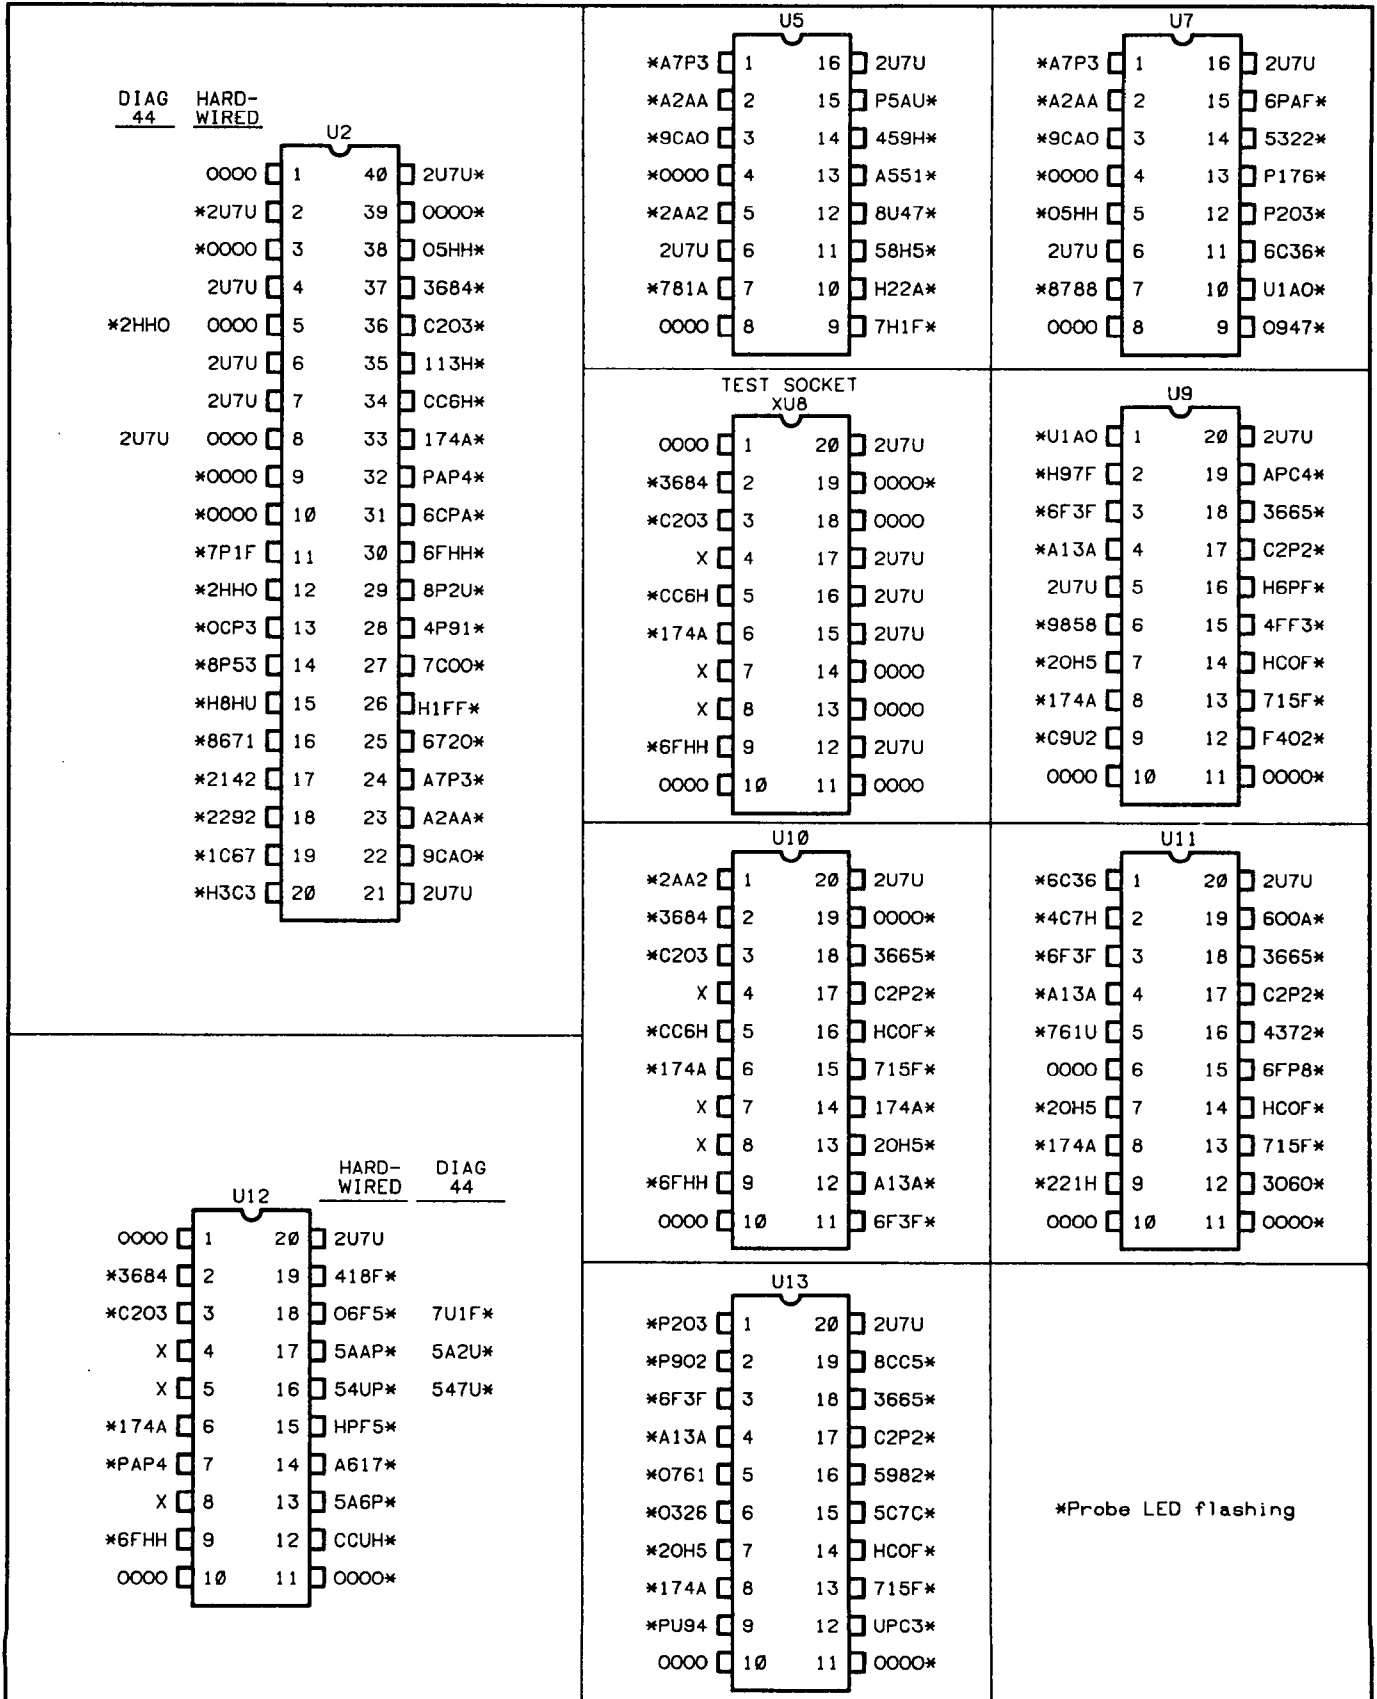 DIAG 44 HARD-WIRED
U2
0000 1 40 2U7U*
*2U7U 2 39 0000*
*0000 3 38 05HH*
2U7U 4 37 3684*
*2HH0 0000 5 36 C203*
2U7U 6 35 113H*
2U7U 7 34 CC6H*
2U7U 0000 8 33 174A*
*0000 9 32 PAP4*
*0000 10 31 6CPA*
*7P1F 11 30 6FHH*
*2HH0 12 29 8P2U*
*0CP3 13 28 4P91*
*8P53 14 27 7C00*
*H8HU 15 26 H1FF*
*8671 16 25 6720*
*2142 17 24 A7P3*
*2292 18 23 A2AA*
*1C67 19 22 9CA0*
*H3C3 20 21 2U7U
U5
*A7P3 1 16 2U7U
*A2AA 2 15 P5AU*
*9CA0 3 14 459H*
*0000 4 13 A551*
*2AA2 5 12 8U47*
2U7U 6 11 58H5*
*781A 7 10 H22A*
0000 8 9 7H1F*
U7
*A7P3 1 16 2U7U
*A2AA 2 15 6PAF*
*9CA0 3 14 5322*
*0000 4 13 P176*
*05HH 5 12 P203*
2U7U 6 11 6C36*
*8788 7 10 U1A0*
0000 8 9 0947*
TEST SOCKET
XU8
0000 1 20 2U7U
*3684 2 19 0000*
*C203 3 18 0000
X 4 17 2U7U
*CC6H 5 16 2U7U
*174A 6 15 2U7U
X 7 14 0000
X 8 13 0000
*6FHH 9 12 2U7U
0000 10 11 0000
U9
*U1A0 1 20 2U7U
*H97F 2 19 APC4*
*6F3F 3 18 3665*
*A13A 4 17 C2P2*
2U7U 5 16 H6PF*
*9858 6 15 4FF3*
*20H5 7 14 HC0F*
*174A 8 13 715F*
*C9U2 9 12 F402*
0000 10 11 0000*
U10
*2AA2 1 20 2U7U
*3684 2 19 0000*
*C203 3 18 3665*
X 4 17 C2P2*
*CC6H 5 16 HC0F*
*174A 6 15 715F*
X 7 14 174A*
X 8 13 20H5*
*6FHH 9 12 A13A*
0000 10 11 6F3F*
U11
*6C36 1 20 2U7U
*4C7H 2 19 600A*
*6F3F 3 18 3665*
*A13A 4 17 C2P2*
*761U 5 16 4372*
0000 6 15 6FP8*
*20H5 7 14 HC0F*
*174A 8 13 715F*
*221H 9 12 3060*
0000 10 11 0000*
HARD-WIRED DIAG 44
U12
0000 1 20 2U7U
*3684 2 19 418F*
*C203 3 18 06F5* 7U1F*
X 4 17 5AAP* 5A2U*
X 5 16 54UP* 547U*
*174A 6 15 HPF5*
*PAP4 7 14 A617*
X 8 13 5A6P*
*6FHH 9 12 CCUH*
0000 10 11 0000*
U13
*P203 1 20 2U7U
*P902 2 19 8CC5*
*6F3F 3 18 3665*
*A13A 4 17 C2P2*
*0761 5 16 5982*
*0326 6 15 5C7C*
*20H5 7 14 HC0F*
*174A 8 13 715F*
*PU94 9 12 UPC3*
0000 10 11 0000*
*Probe LED flashing